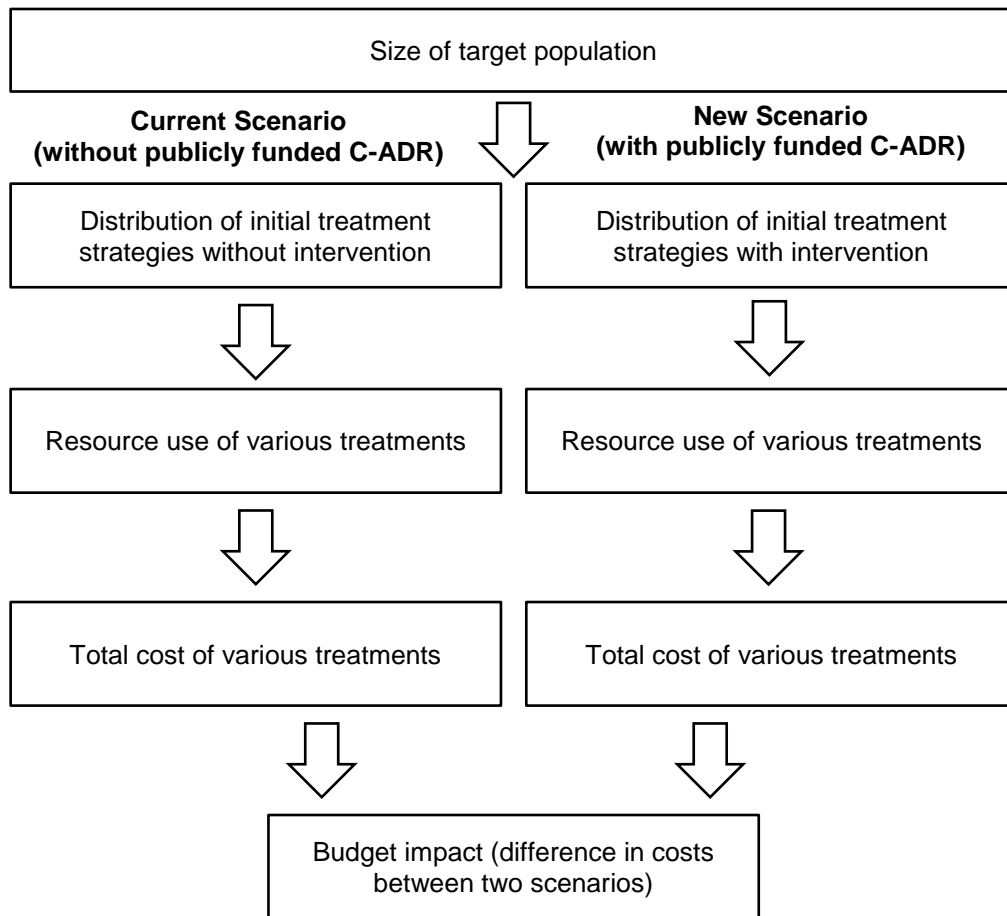 Size of target population
Current Scenario
(without publicly funded C-ADR)
New Scenario
(with publicly funded C-ADR)
Distribution of initial treatment
strategies without intervention
Distribution of initial treatment
strategies with intervention
Resource use of various treatments
Resource use of various treatments
Total cost of various treatments
Total cost of various treatments
Budget impact (difference in costs
between two scenarios)